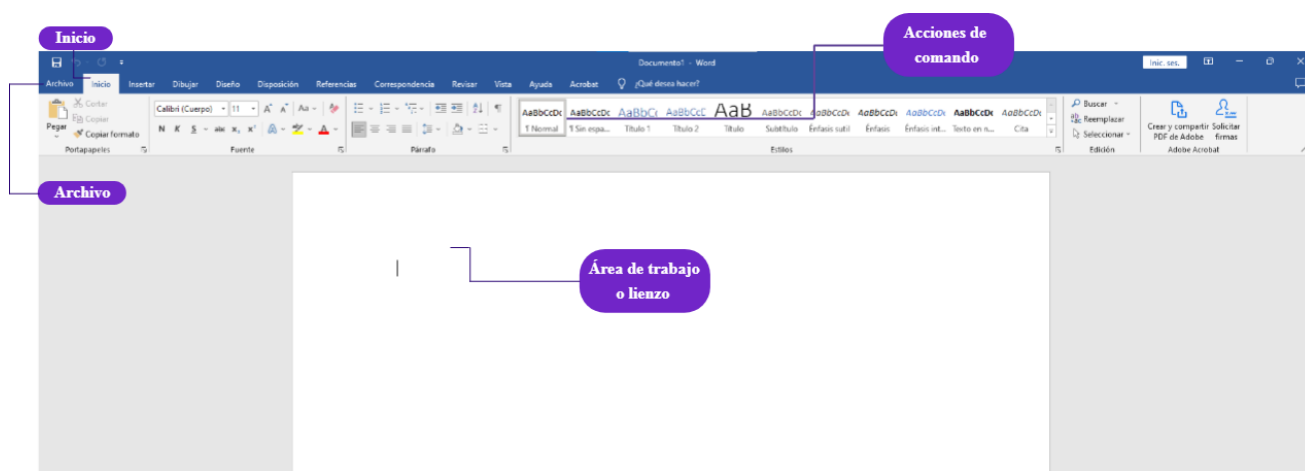 Inicio
Acciones de
comando
Documento1 - Word
Inic. ses.
Archivo Inicio Insertar Dibujar Diseño Disposición Referencias Correspondencia Revisar Vista Ayuda Acrobat ¿Qué desea hacer?
Pegar
Cortar
Copiar
Copiar formato
Portapapeles
Calibri (Cuerpo) 11 Aa
N K S abc x, x'
Fuente
Párrafo
AaBbCcDc AaBbCcDc AaBbCc AaBbCcC AaB AaBbCcDc AaBbCcDc AaBbCcDc AaBbCcDc AaBbCcDc AaBbCcDc
¶ Normal ¶ Sin espa... Título 1 Título 2 Título Subtítulo Énfasis sutil Énfasis Énfasis int... Texto en n... Cita
Estilos
Buscar
Reemplazar
Seleccionar
Edición
Crear y compartir
PDF de Adobe
Solicitar
firmas
Adobe Acrobat
Archivo
Área de trabajo
o lienzo